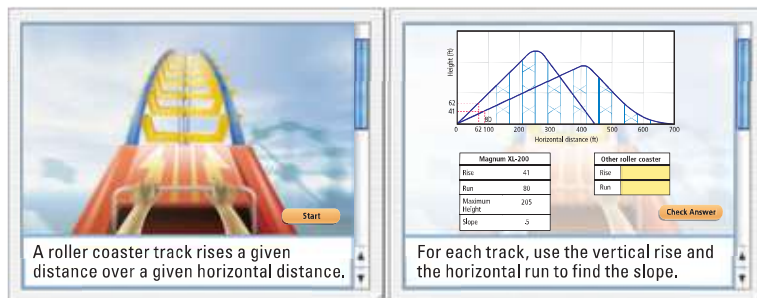 Start
A roller coaster track rises a given
distance over a given horizontal distance.
Height (ft)
62
41
80
0 62 100 200 300 400 500 600 700
Horizontal distance (ft)
Magnum XL-200
Rise 41
Run 80
Maximum
Height 205
Slope .5
Other roller coaster
Rise
Run
Check Answer
For each track, use the vertical rise and
the horizontal run to find the slope.